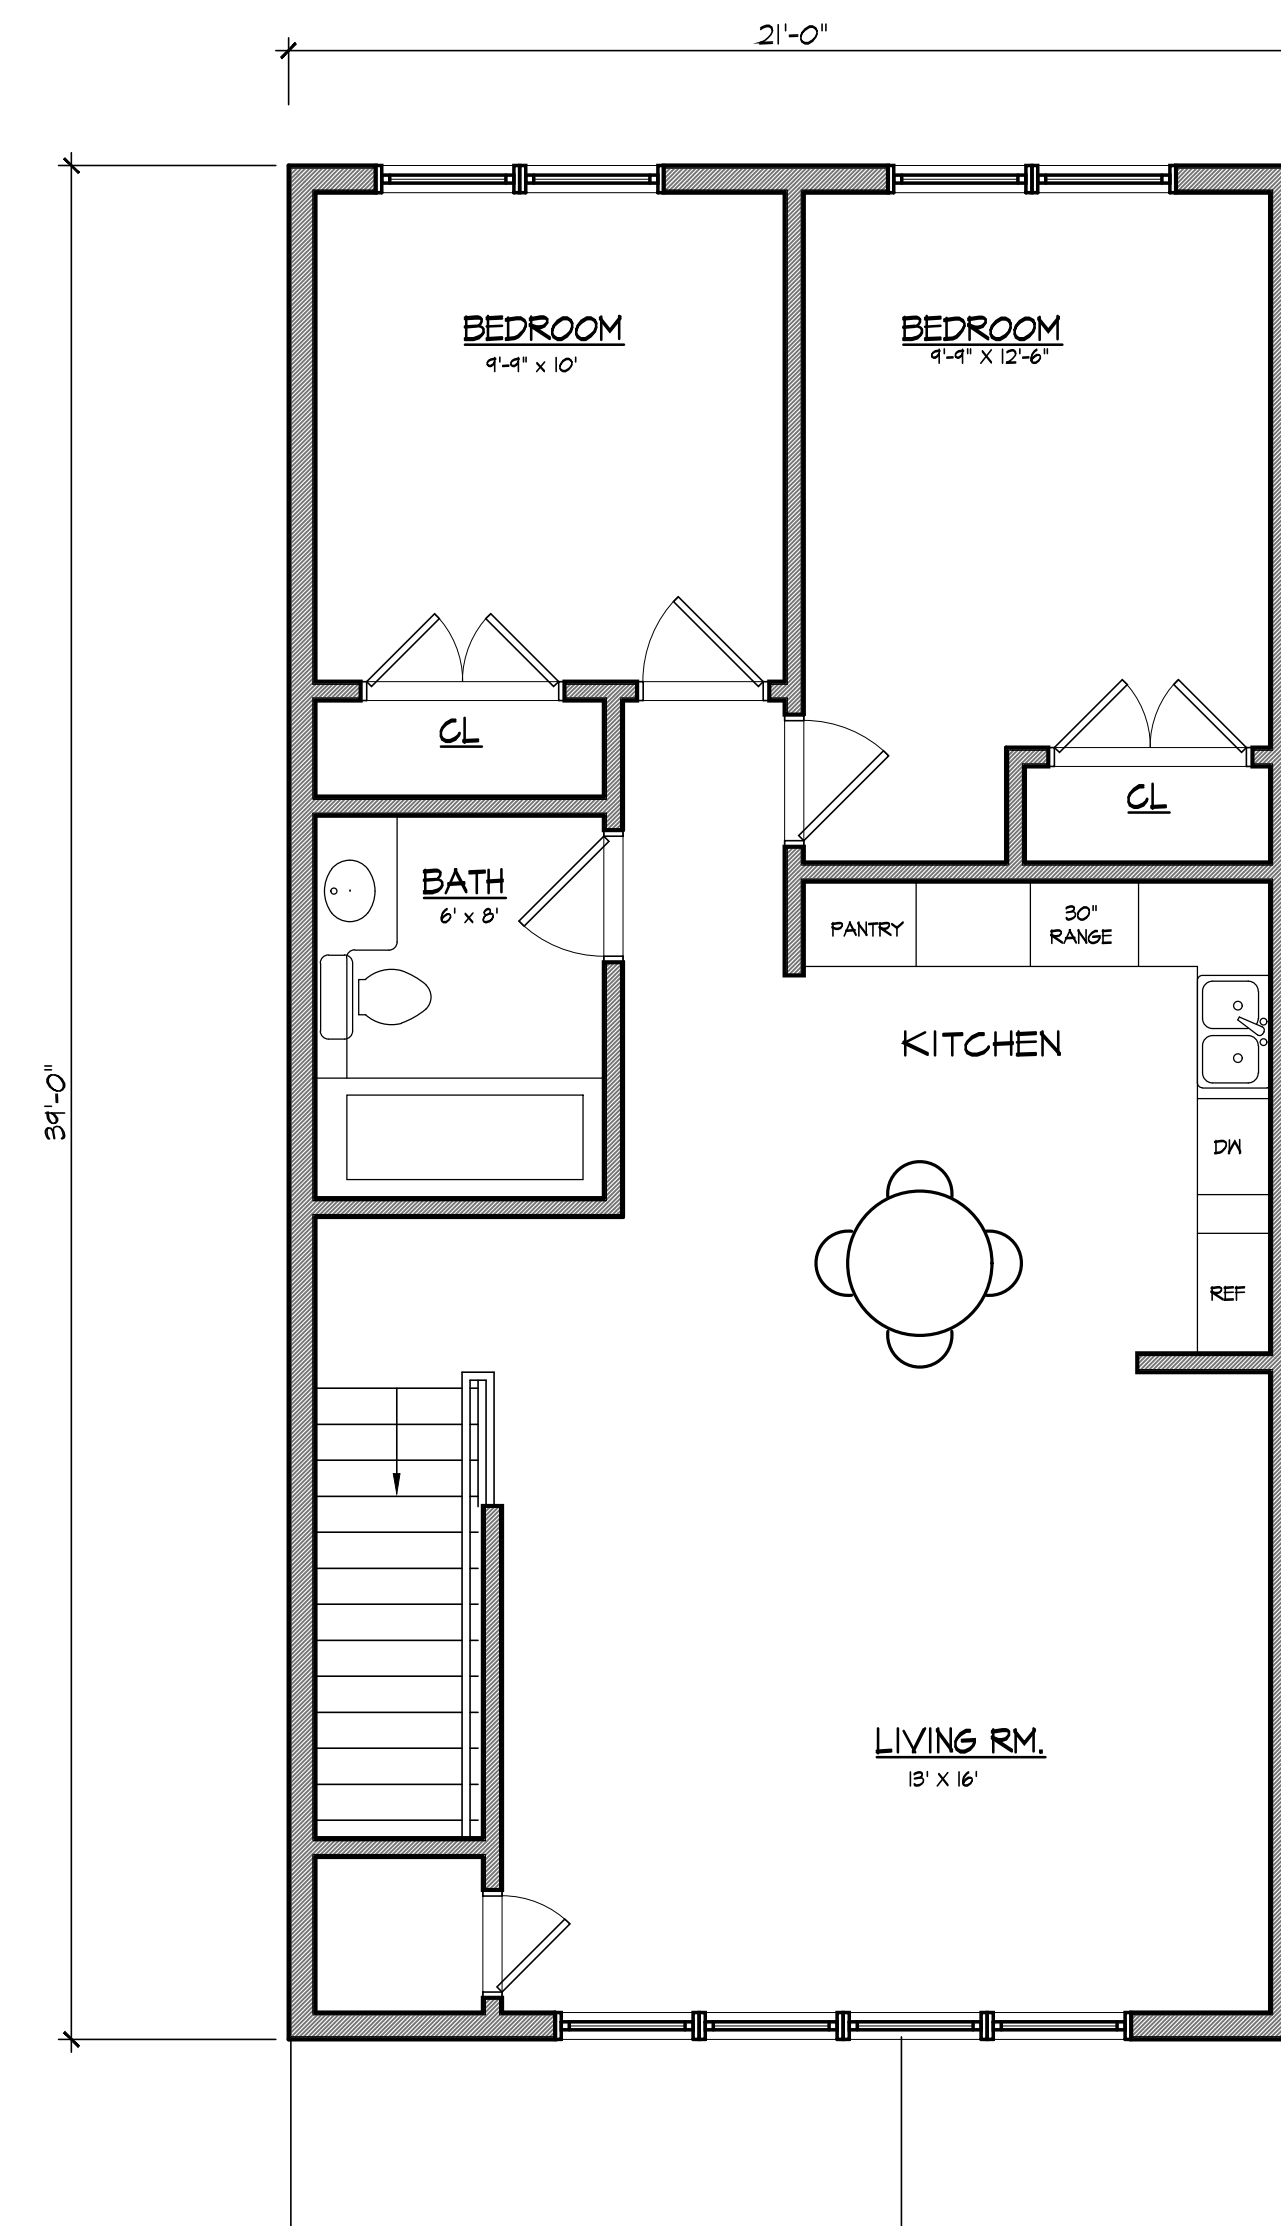 21'-0"
BEDROOM
9'-9" x 10'
BEDROOM
9'-9" X 12'-6"
CL
CL
BATH
6' x 8'
PANTRY
30"
RANGE
KITCHEN
39'-0"
DW
REF
LIVING RM.
13' X 16'